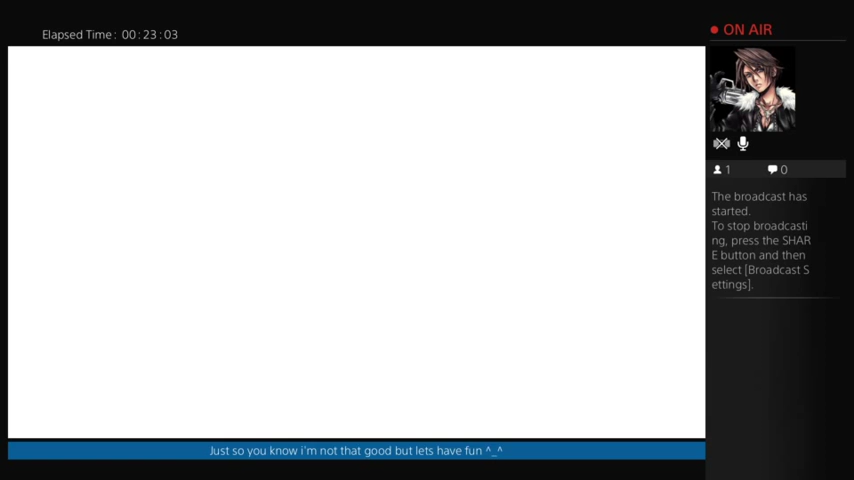 Elapsed Time: 00:23:03
ON AIR
1 0
The broadcast has
started.
To stop broadcasti
ng, press the SHAR
E button and then
select [Broadcast S
ettings].
Just so you know i'm not that good but lets have fun ^_^